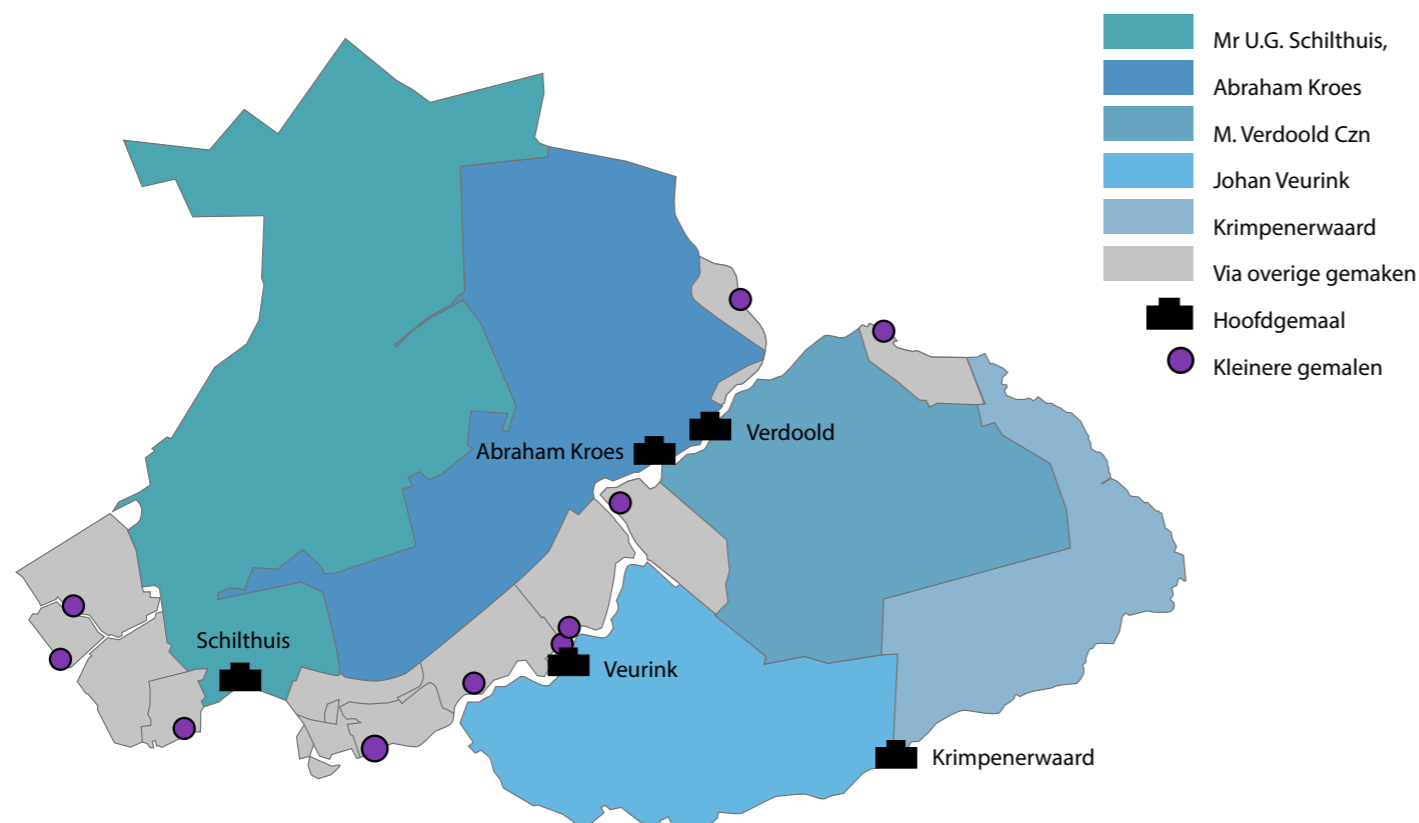 Mr U.G. Schilthuis,
Abraham Kroes
M. Verdoold Czn
Johan Veurink
Krimpenerwaard
Via overige gemaken
Hoofdgemaal
Kleinere gemalen
Verdoold
Abraham Kroes
Schilthuis
Veurink
Krimpenerwaard